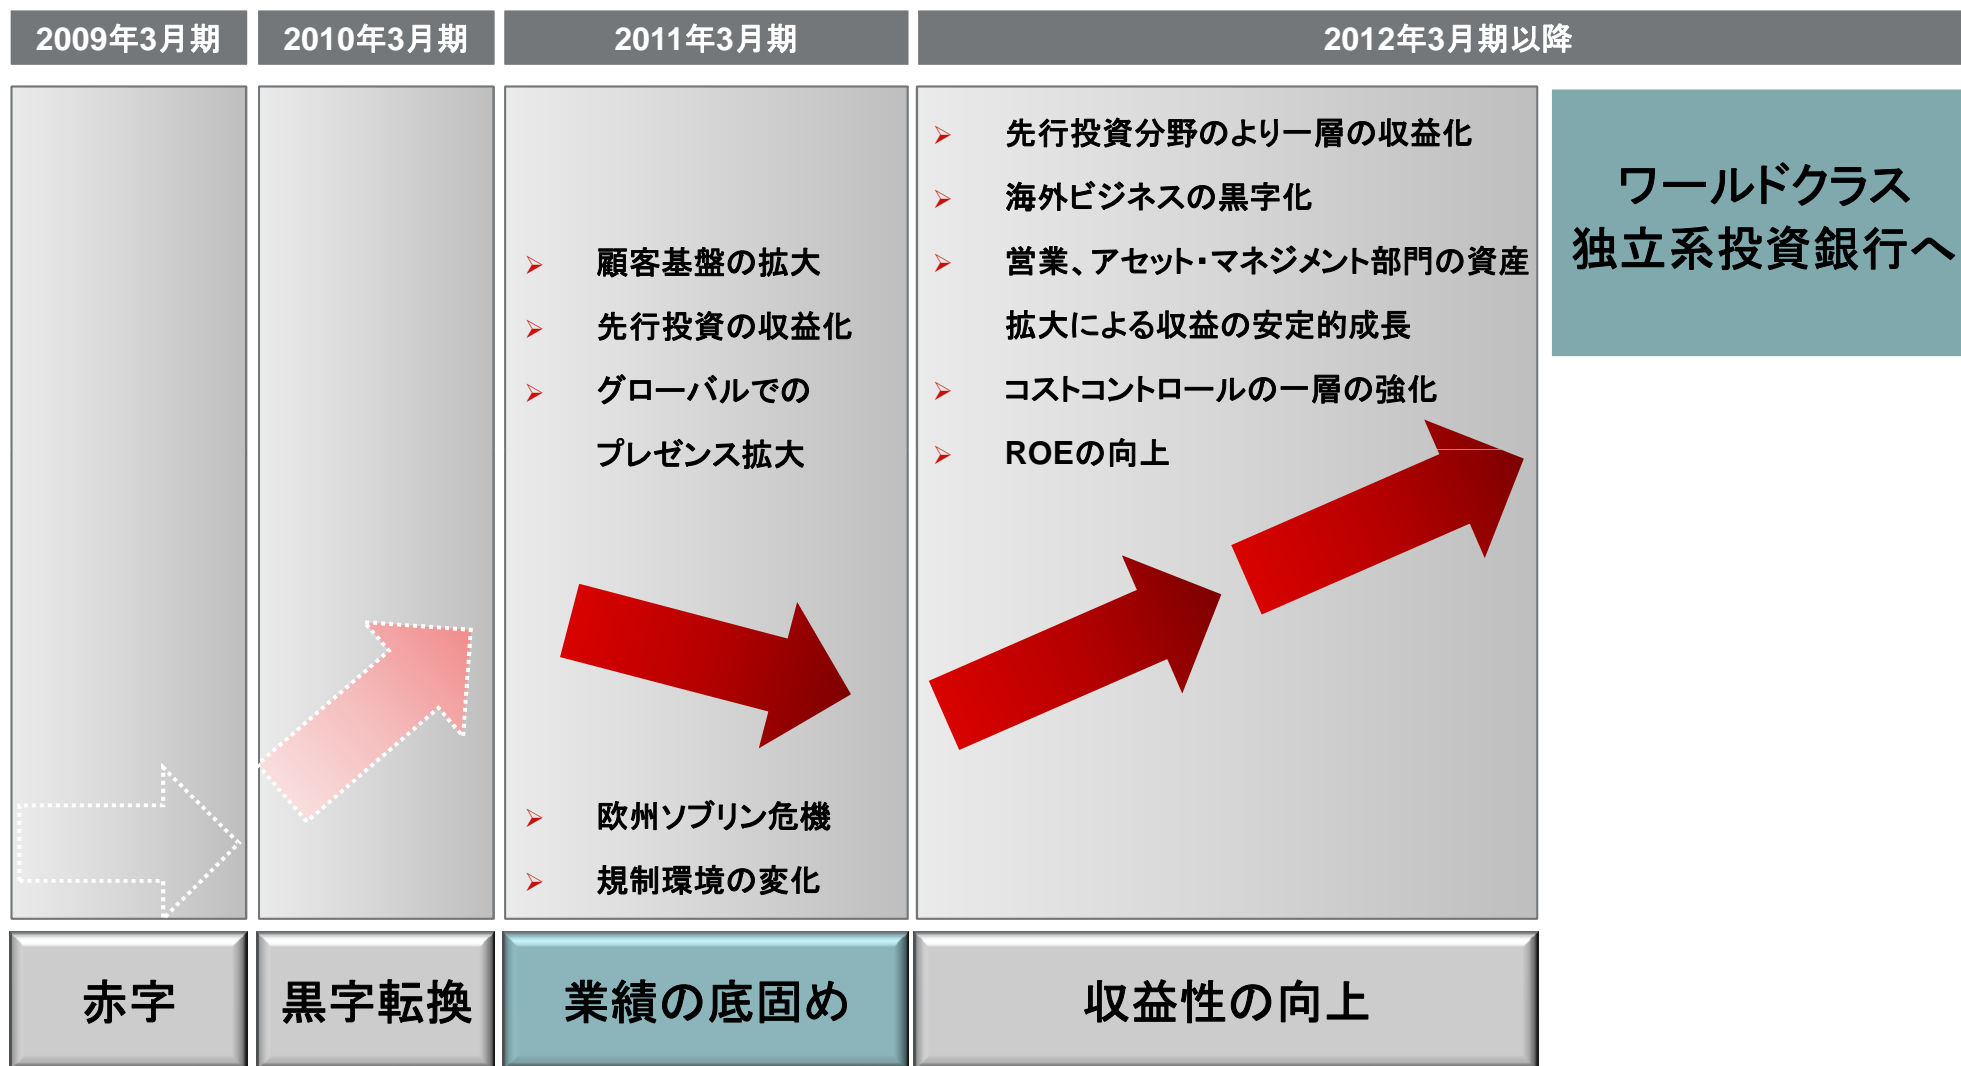 2009年3月期
2010年3月期
2011年3月期
2012年3月期以降
顧客基盤の拡大
先行投資の収益化
グローバルでの
プレゼンス拡大
欧州ソブリン危機
規制環境の変化
先行投資分野のより一層の収益化
海外ビジネスの黒字化
営業、アセット・マネジメント部門の資産
拡大による収益の安定的成長
コストコントロールの一層の強化
ROEの向上
ワールドクラス
独立系投資銀行へ
赤字
黒字転換
業績の底固め
収益性の向上